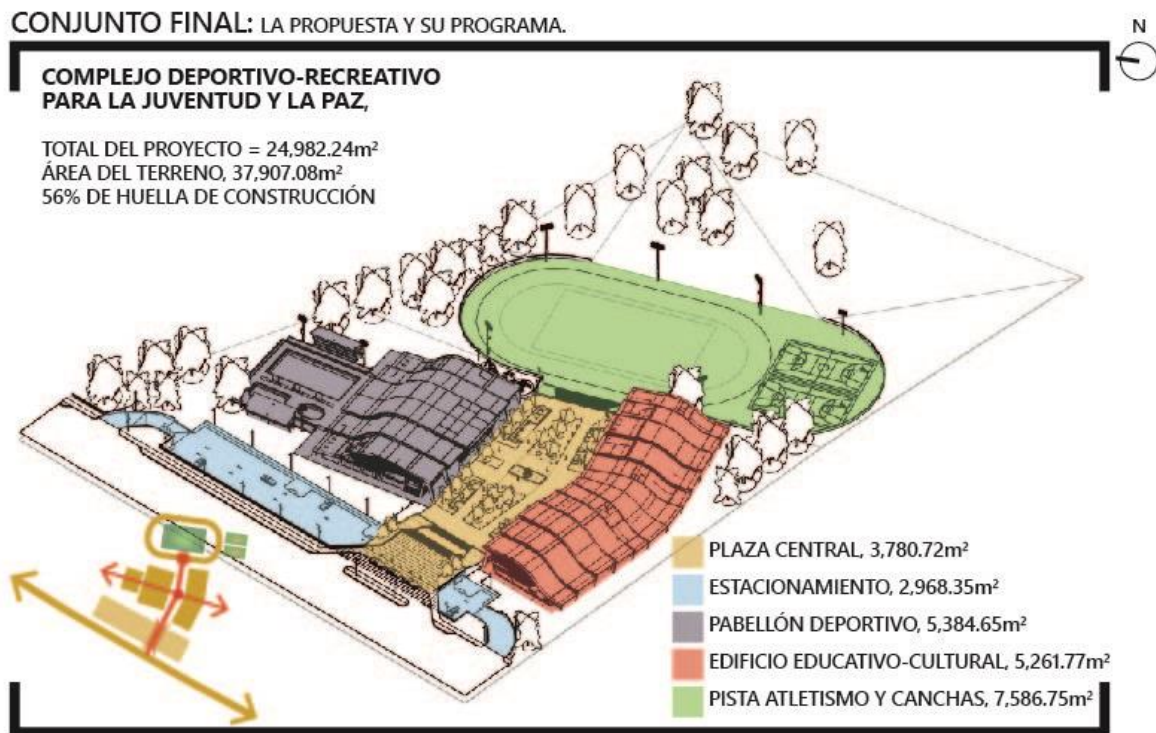 CONJUNTO FINAL: LA PROPUESTA Y SU PROGRAMA.
N
COMPLEJO DEPORTIVO-RECREATIVO
PARA LA JUVENTUD Y LA PAZ,
TOTAL DEL PROYECTO = 24,982.24m²
ÁREA DEL TERRENO, 37,907.08m²
56% DE HUELLA DE CONSTRUCCIÓN
PLAZA CENTRAL, 3,780.72m²
ESTACIONAMIENTO, 2,968.35m²
PABELLÓN DEPORTIVO, 5,384.65m²
EDIFICIO EDUCATIVO-CULTURAL, 5,261.77m²
PISTA ATLETISMO Y CANCHAS, 7,586.75m²